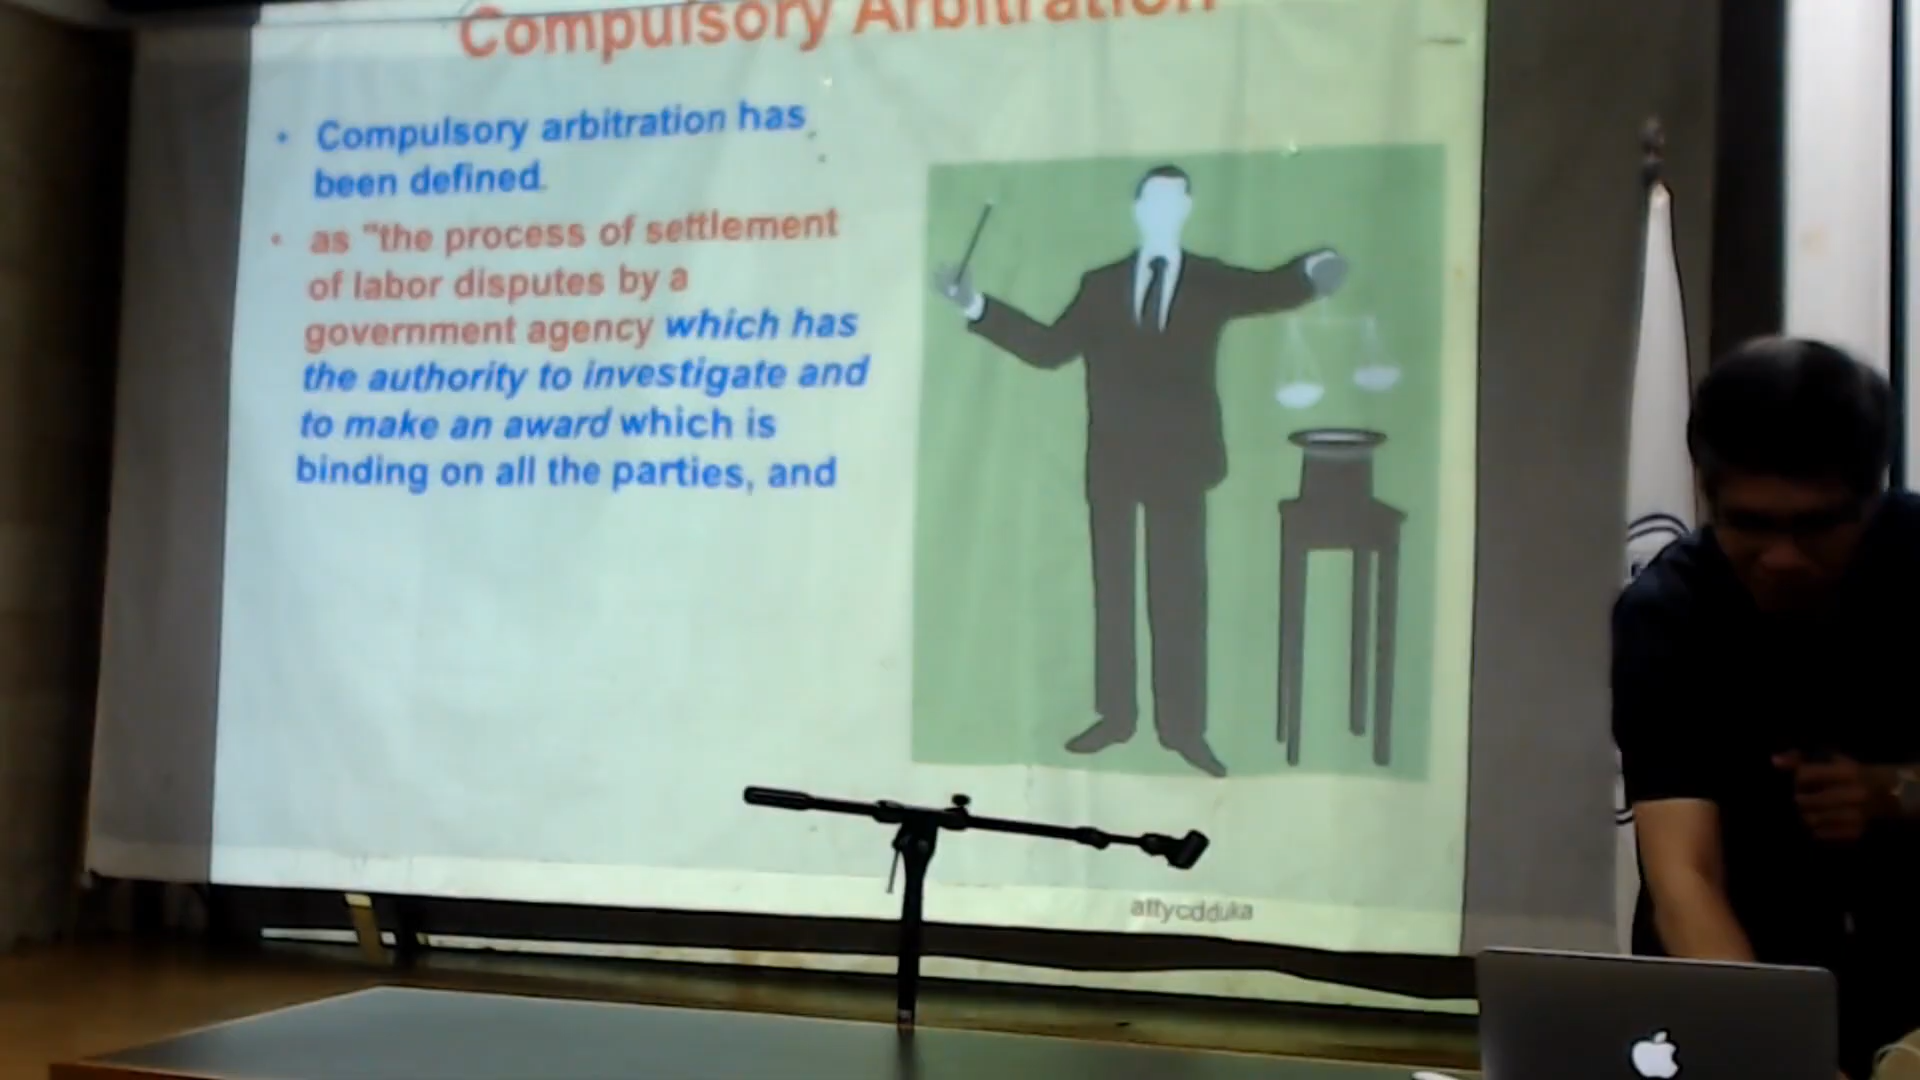 Compulsory Arbitration
• Compulsory arbitration has
been defined.
• as "the process of settlement
of labor disputes by a
government agency which has
the authority to investigate and
to make an award which is
binding on all the parties, and
attycdduka